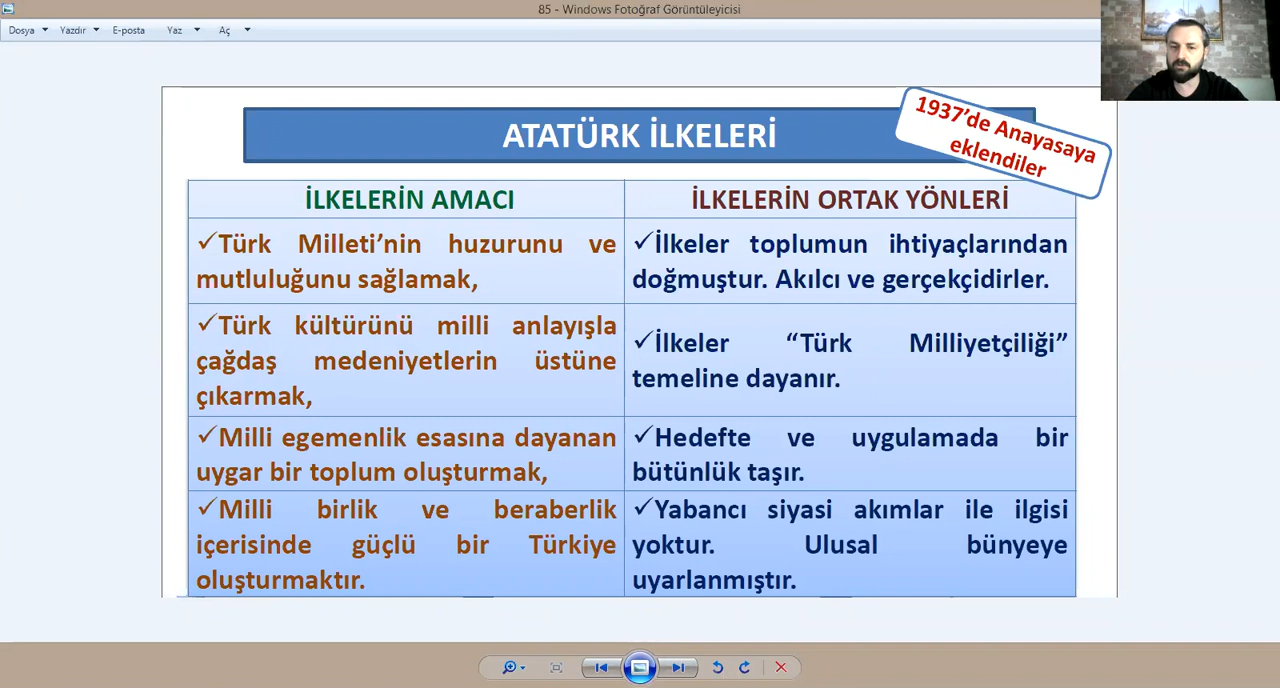 85 - Windows Fotoğraf Görüntüleyicisi
Dosya Yazdır E-posta Yaz Aç
ATATÜRK İLKELERİ
1937’de Anayasaya
eklendiler
İLKELERİN AMACI
İLKELERİN ORTAK YÖNLERİ
✓Türk Milleti’nin huzurunu ve
mutluluğunu sağlamak,
✓İlkeler toplumun ihtiyaçlarından
doğmuştur. Akılcı ve gerçekçidirler.
✓Türk kültürünü milli anlayışla
çağdaş medeniyetlerin üstüne
çıkarmak,
✓İlkeler “Türk Milliyetçiliği”
temeline dayanır.
✓Milli egemenlik esasına dayanan
uygar bir toplum oluşturmak,
✓Hedefte ve uygulamada bir
bütünlük taşır.
✓Milli birlik ve beraberlik
içerisinde güçlü bir Türkiye
oluşturmaktır.
✓Yabancı siyasi akımlar ile ilgisi
yoktur. Ulusal bünyeye
uyarlanmıştır.